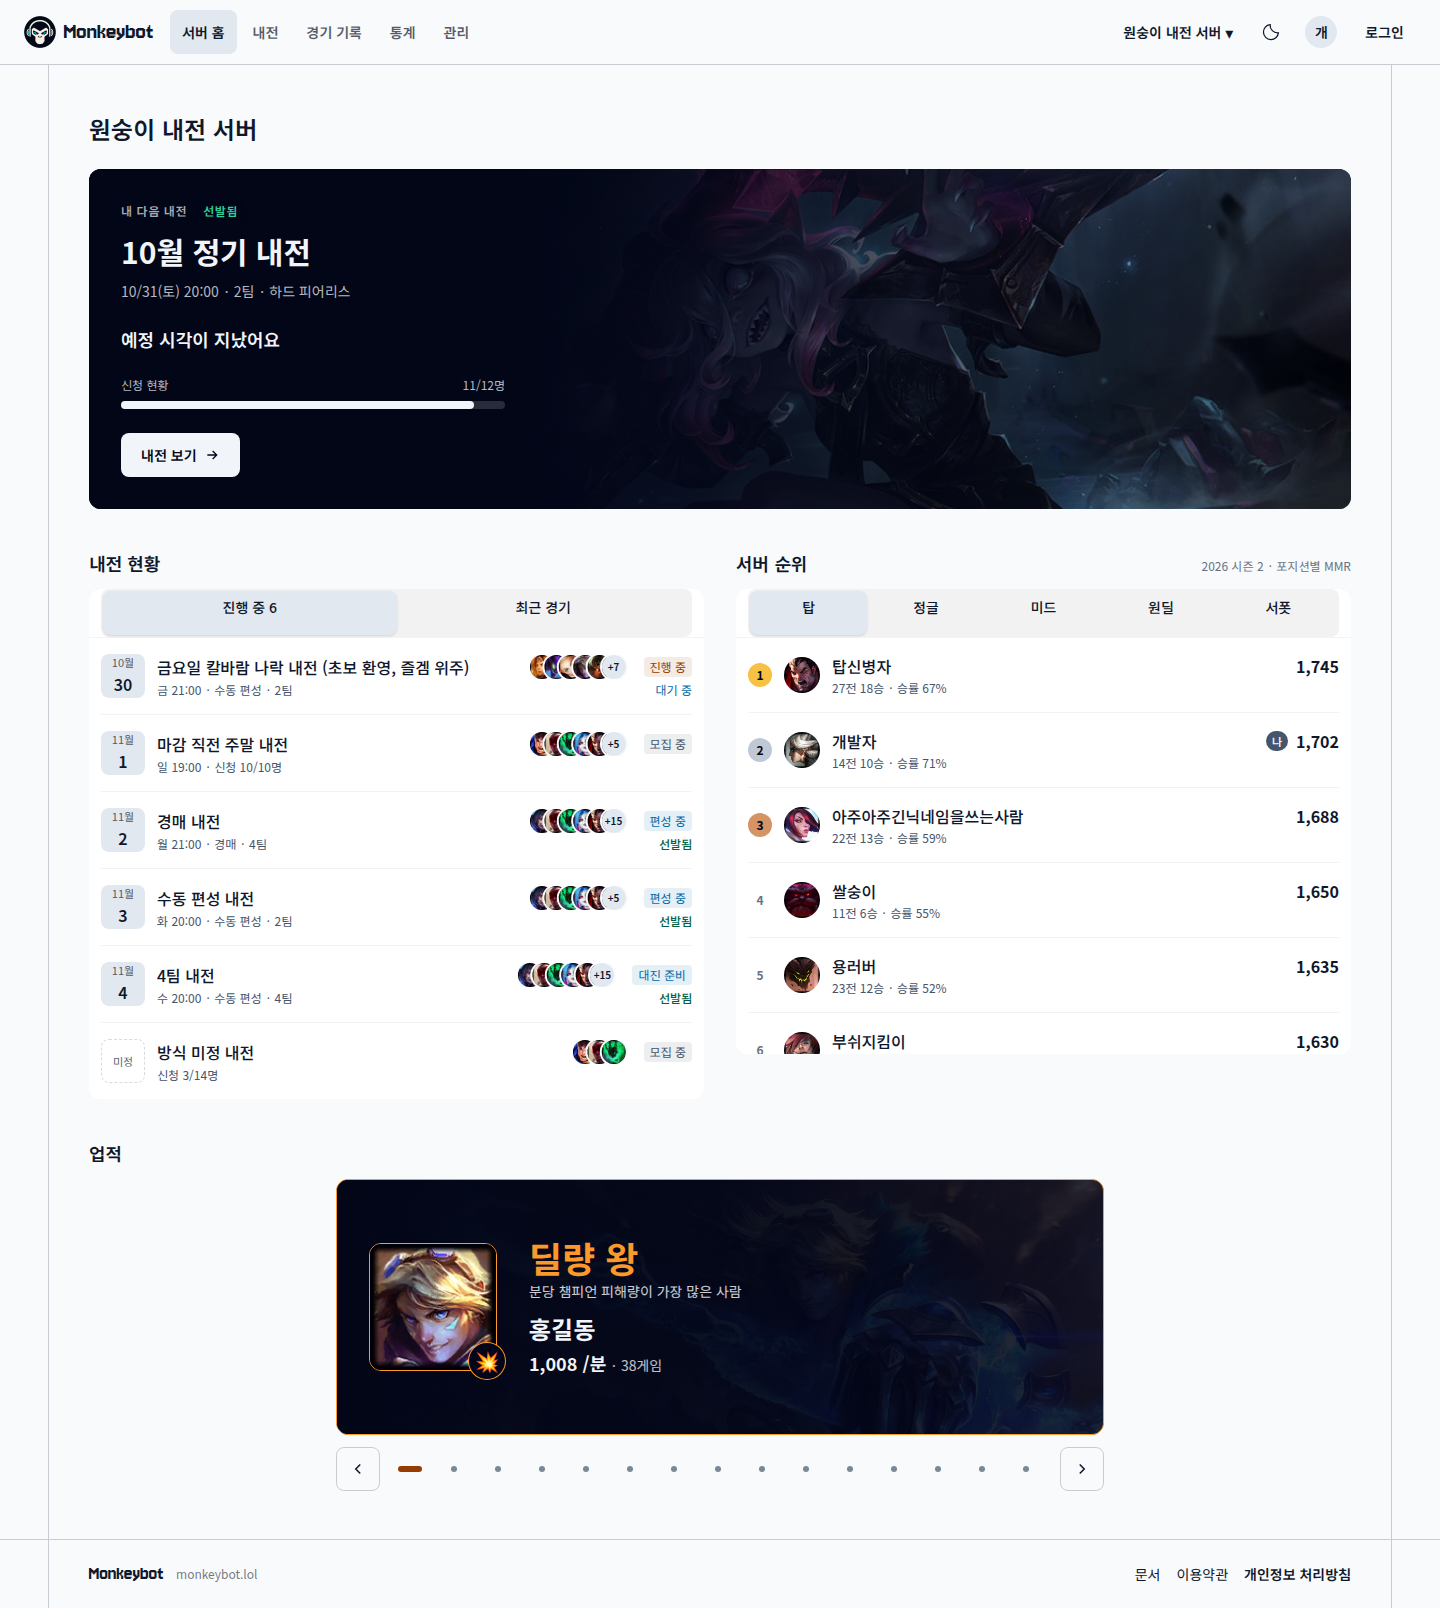 Monkeybot 서버 홈 내전 경기 기록 통계 관리 원숭이 내전 서버 ▾ 개 로그인
원숭이 내전 서버
내 다음 내전 선발됨
10월 정기 내전
10/31(토) 20:00 · 2팀 · 하드 피어리스
예정 시각이 지났어요
신청 현황 11/12명
내전 보기 →
내전 현황
진행 중 6 최근 경기
10월 30 금요일 칼바람 나락 내전 (초보 환영, 즐겜 위주) +7 진행 중
금 21:00 · 수동 편성 · 2팀 대기 중
11월 1 마감 직전 주말 내전 +5 모집 중
일 19:00 · 신청 10/10명
11월 2 경매 내전 +15 편성 중
월 21:00 · 경매 · 4팀 선발됨
11월 3 수동 편성 내전 +5 편성 중
화 20:00 · 수동 편성 · 2팀 선발됨
11월 4 4팀 내전 +15 대진 준비
수 20:00 · 수동 편성 · 4팀 선발됨
미정 방식 미정 내전 모집 중
신청 3/14명
서버 순위 2026 시즌 2 · 포지션별 MMR
탑 정글 미드 원딜 서폿
1 탑신병자 1,745
27전 18승 · 승률 67%
2 개발자 나 1,702
14전 10승 · 승률 71%
3 아주아주긴닉네임을쓰는사람 1,688
22전 13승 · 승률 59%
4 쌀숭이 1,650
11전 6승 · 승률 55%
5 용러버 1,635
23전 12승 · 승률 52%
6 부쉬지킴이 1,630
업적
딜량 왕
분당 챔피언 피해량이 가장 많은 사람
홍길동
1,008 /분 · 38게임
Monkeybot monkeybot.lol 문서 이용약관 개인정보 처리방침